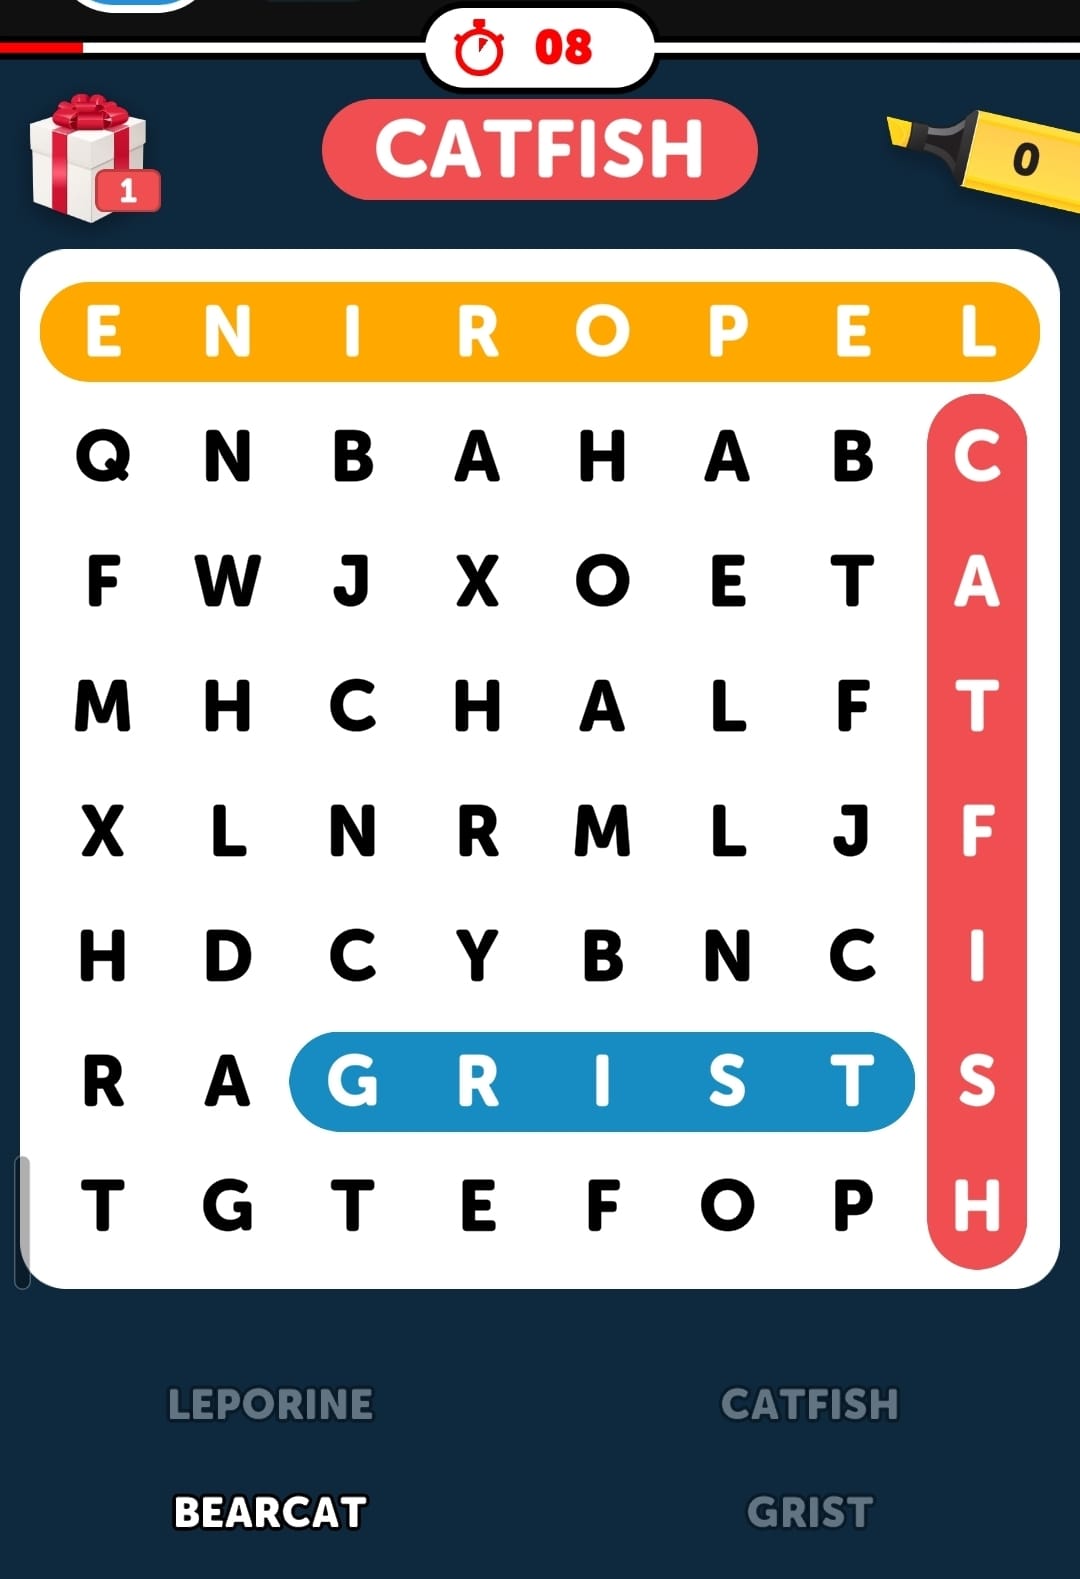 08
1
CATFISH
0
E N I R O P E L
Q N B A H A B C
F W J X O E T A
M H C H A L F T
X L N R M L J F
H D C Y B N C I
R A G R I S T S
T G T E F O P H
LEPORINE CATFISH
BEARCAT GRIST